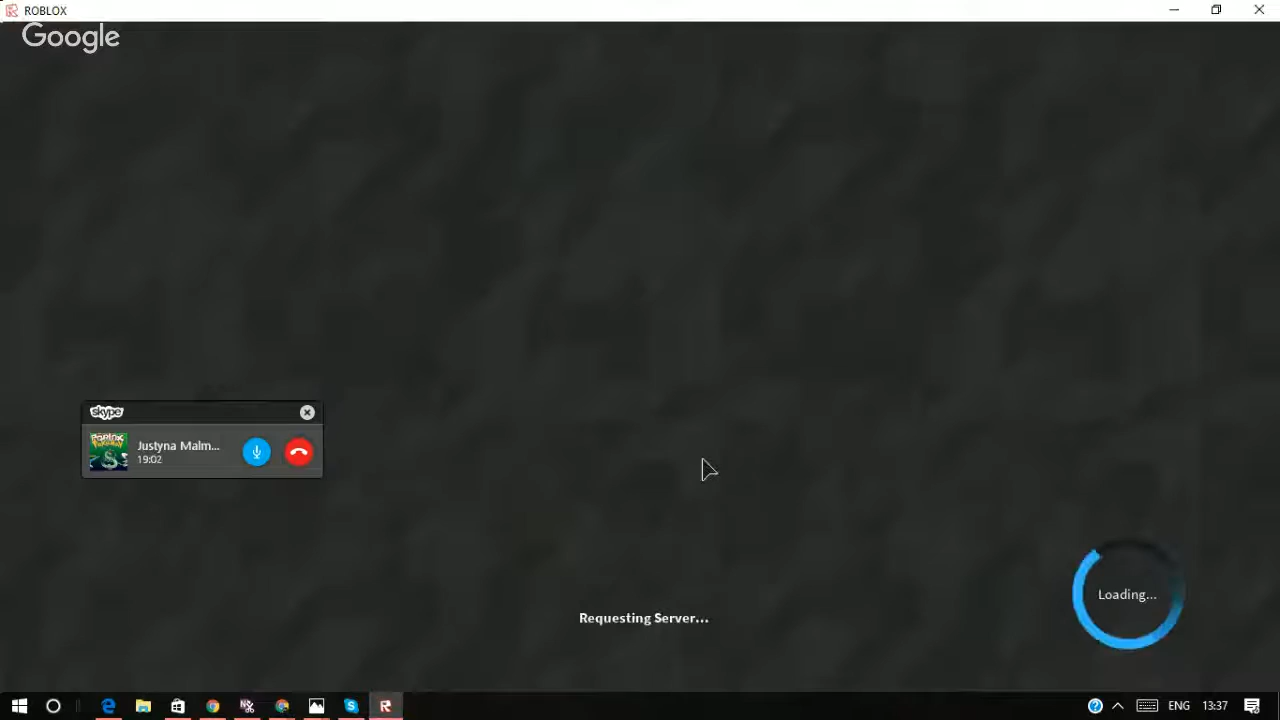 ROBLOX
Google
skype
Justyna Malm...
19:02
Requesting Server...
Loading...
ENG
13:37